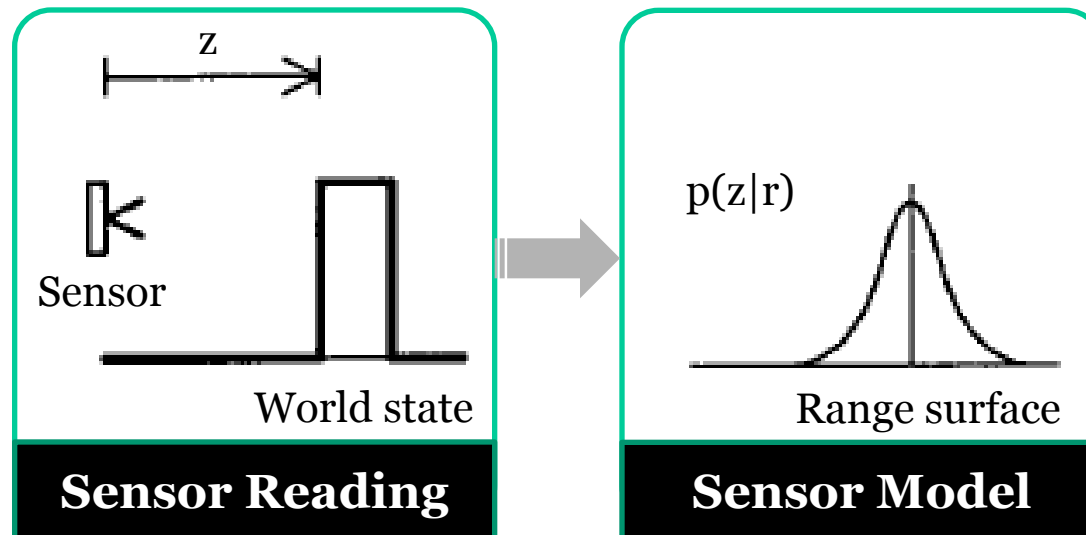 z
Sensor
World state
Sensor Reading
p(z|r)
Range surface
Sensor Model